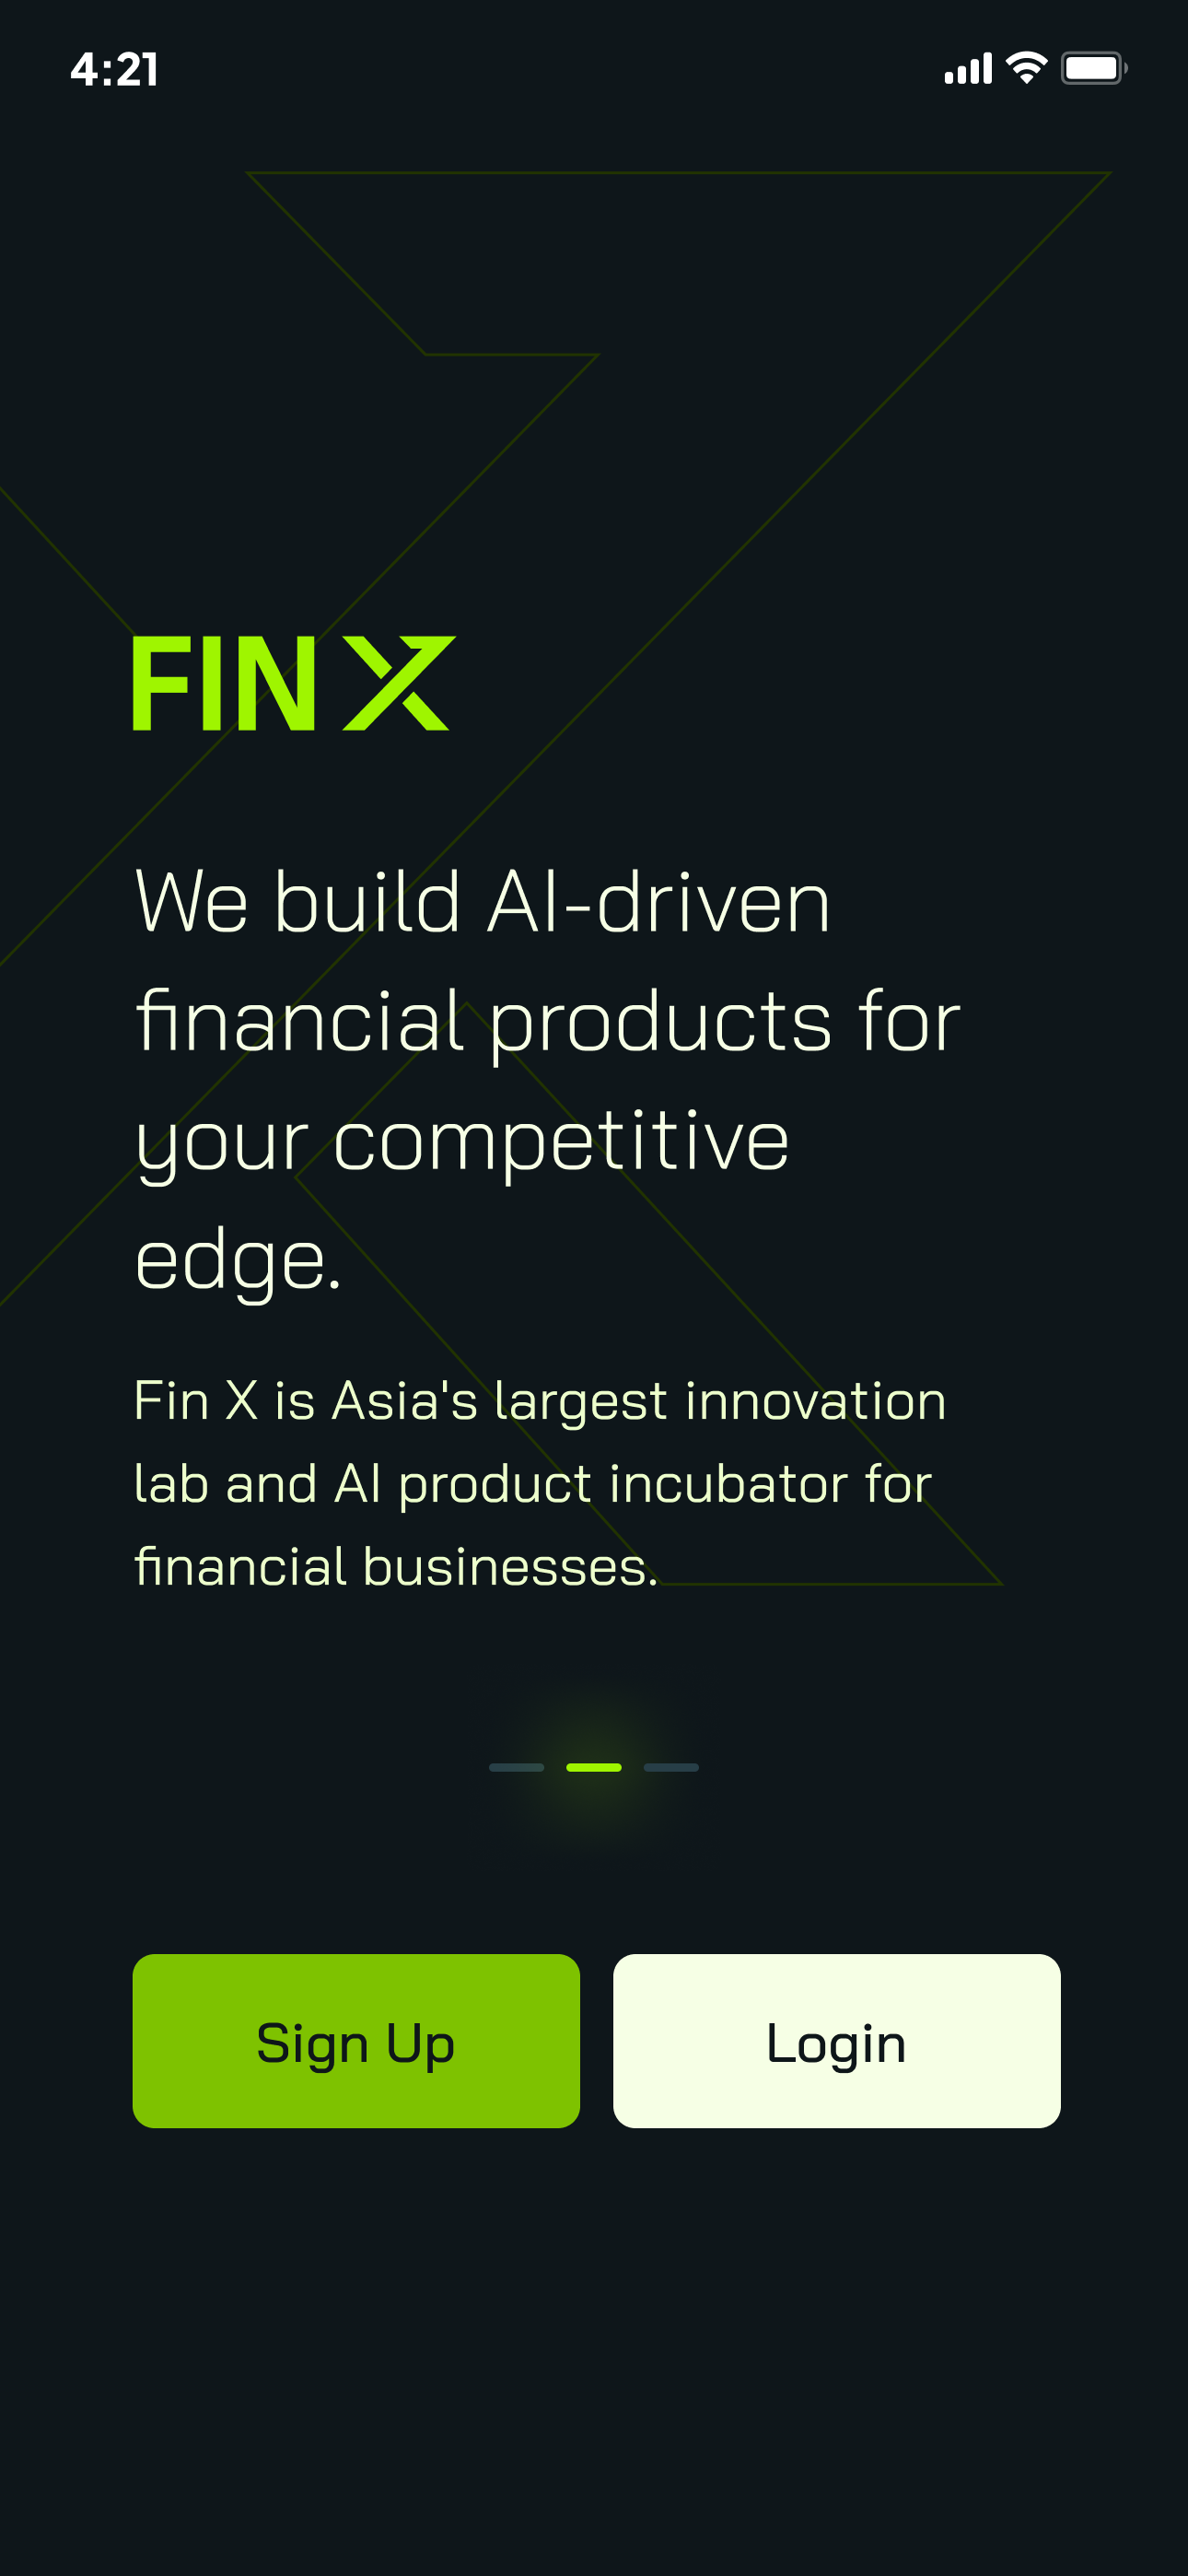 4:21
FIN X
We build AI-driven
financial products for
your competitive
edge.
Fin X is Asia's largest innovation
lab and AI product incubator for
financial businesses.
Sign Up
Login